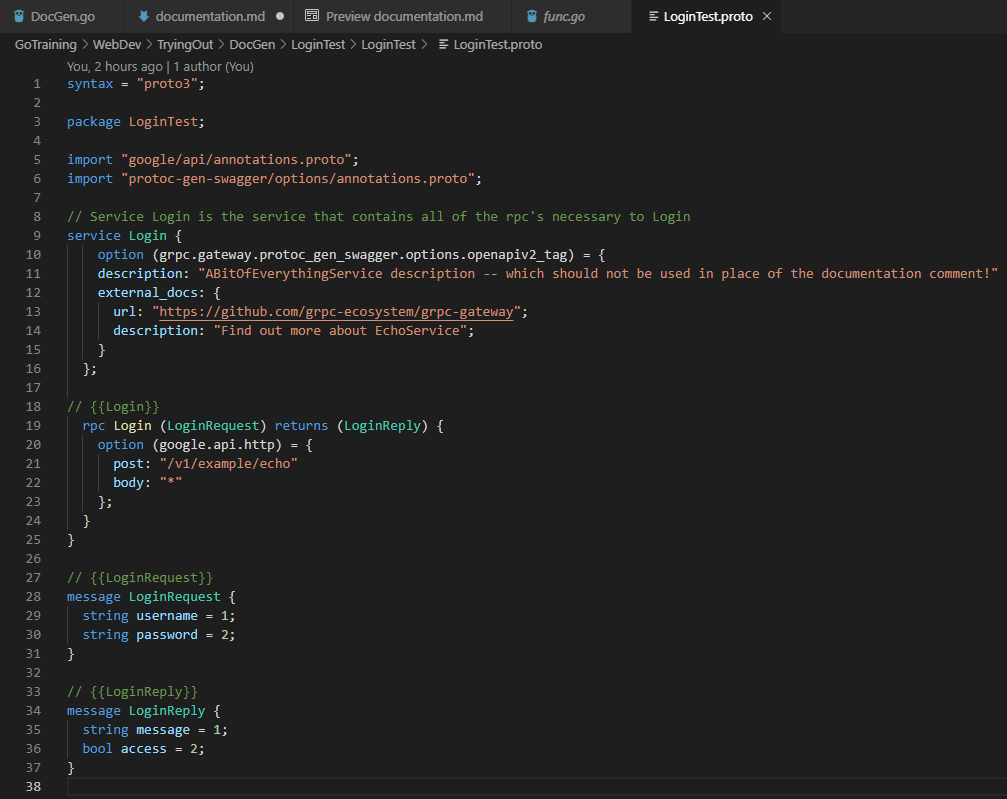 DocGen.go documentation.md Preview documentation.md func.go LoginTest.proto
GoTraining > WebDev > TryingOut > DocGen > LoginTest > LoginTest > LoginTest.proto
You, 2 hours ago | 1 author (You)
1 syntax = "proto3";
2
3 package LoginTest;
4
5 import "google/api/annotations.proto";
6 import "protoc-gen-swagger/options/annotations.proto";
7
8 // Service Login is the service that contains all of the rpc's necessary to Login
9 service Login {
10 option (grpc.gateway.protoc_gen_swagger.options.openapiv2_tag) = {
11 description: "ABitOfEverythingService description -- which should not be used in place of the documentation comment!"
12 external_docs: {
13 url: "https://github.com/grpc-ecosystem/grpc-gateway";
14 description: "Find out more about EchoService";
15 }
16 };
17
18 // {{Login}}
19 rpc Login (LoginRequest) returns (LoginReply) {
20 option (google.api.http) = {
21 post: "/v1/example/echo"
22 body: "*"
23 };
24 }
25 }
26
27 // {{LoginRequest}}
28 message LoginRequest {
29 string username = 1;
30 string password = 2;
31 }
32
33 // {{LoginReply}}
34 message LoginReply {
35 string message = 1;
36 bool access = 2;
37 }
38